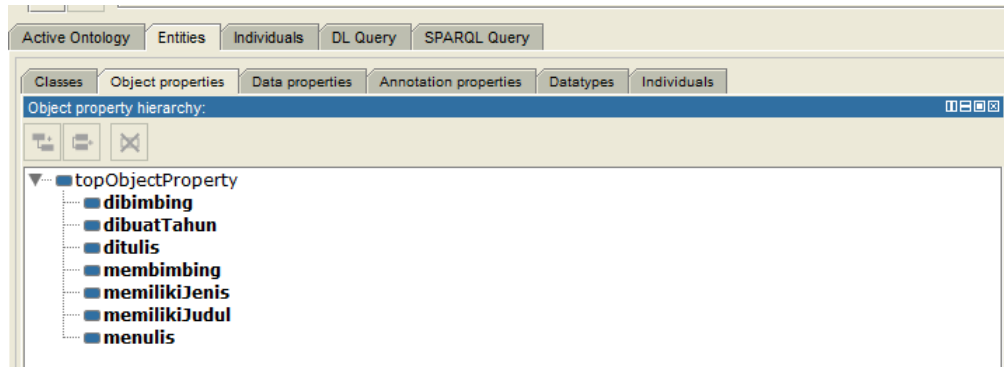 Active Ontology Entities Individuals DL Query SPARQL Query
Classes Object properties Data properties Annotation properties Datatypes Individuals
Object property hierarchy:
topObjectProperty
dibimbing
dibuatTahun
ditulis
membimbing
memilikiJenis
memilikiJudul
menulis